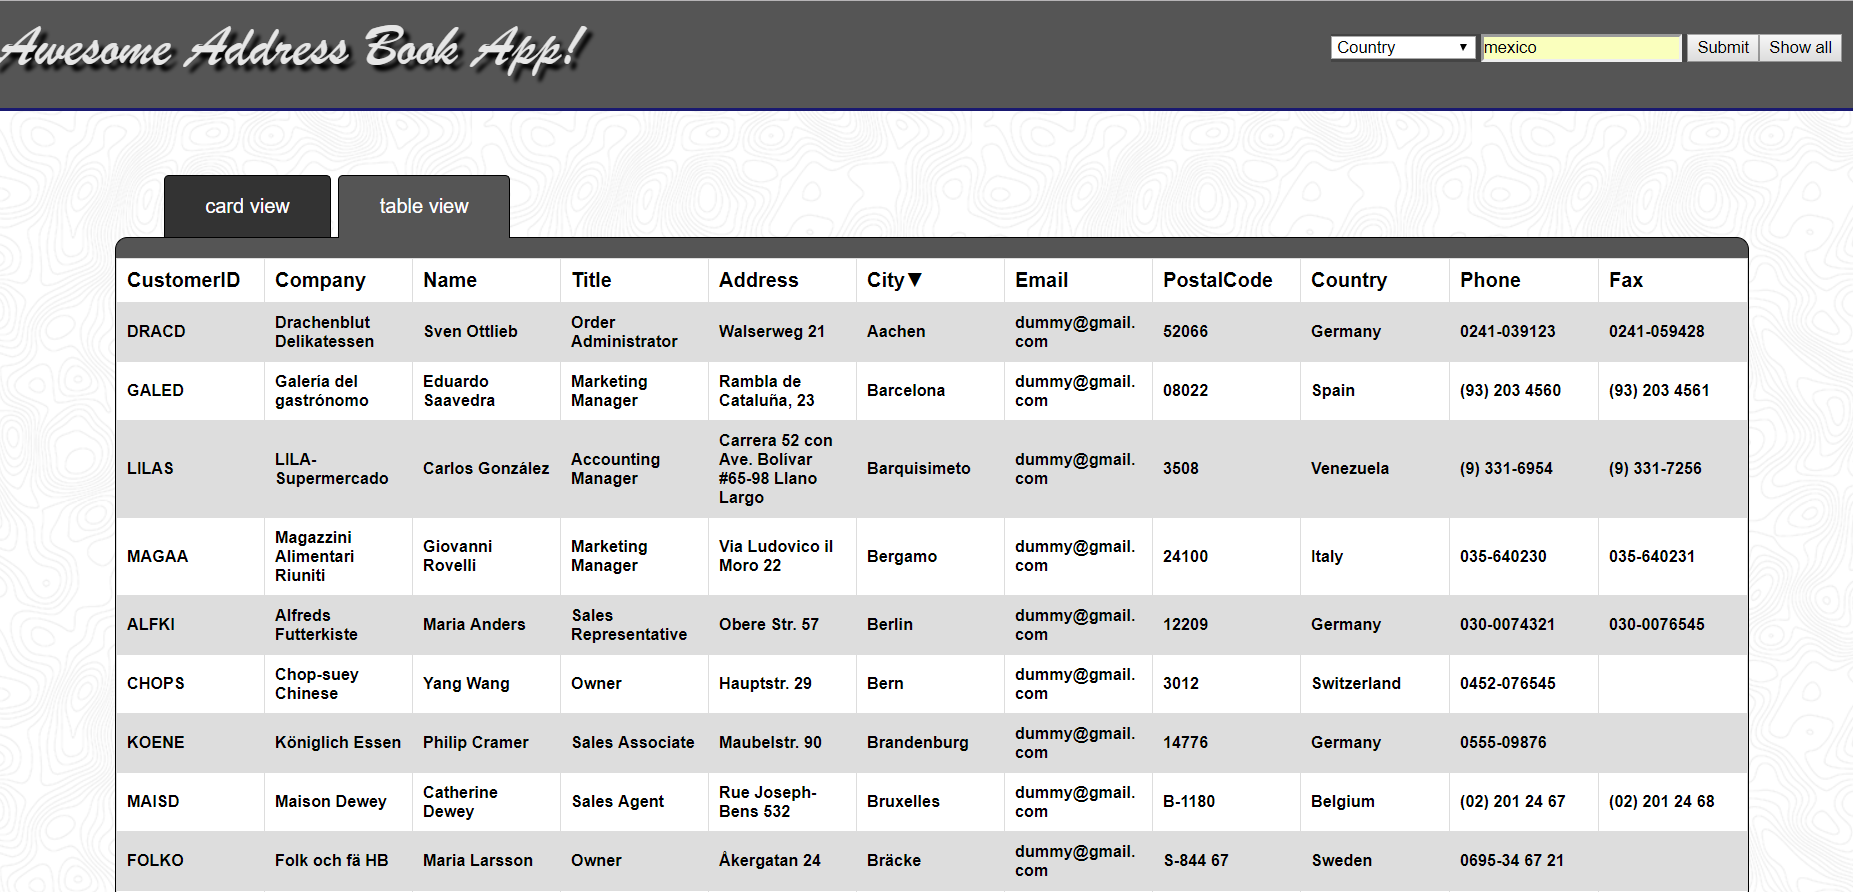 Awesome Address Book App!
Country ▼ mexico Submit Show all
card view table view
CustomerID Company Name Title Address City▼ Email PostalCode Country Phone Fax
DRACD Drachenblut Delikatessen Sven Ottlieb Order Administrator Walserweg 21 Aachen dummy@gmail.com 52066 Germany 0241-039123 0241-059428
GALED Galería del gastrónomo Eduardo Saavedra Marketing Manager Rambla de Cataluña, 23 Barcelona dummy@gmail.com 08022 Spain (93) 203 4560 (93) 203 4561
LILAS LILA-Supermercado Carlos González Accounting Manager Carrera 52 con Ave. Bolívar #65-98 Llano Largo Barquisimeto dummy@gmail.com 3508 Venezuela (9) 331-6954 (9) 331-7256
MAGAA Magazzini Alimentari Riuniti Giovanni Rovelli Marketing Manager Via Ludovico il Moro 22 Bergamo dummy@gmail.com 24100 Italy 035-640230 035-640231
ALFKI Alfreds Futterkiste Maria Anders Sales Representative Obere Str. 57 Berlin dummy@gmail.com 12209 Germany 030-0074321 030-0076545
CHOPS Chop-suey Chinese Yang Wang Owner Hauptstr. 29 Bern dummy@gmail.com 3012 Switzerland 0452-076545
KOENE Königlich Essen Philip Cramer Sales Associate Maubelstr. 90 Brandenburg dummy@gmail.com 14776 Germany 0555-09876
MAISD Maison Dewey Catherine Dewey Sales Agent Rue Joseph-Bens 532 Bruxelles dummy@gmail.com B-1180 Belgium (02) 201 24 67 (02) 201 24 68
FOLKO Folk och fä HB Maria Larsson Owner Åkergatan 24 Bräcke dummy@gmail.com S-844 67 Sweden 0695-34 67 21